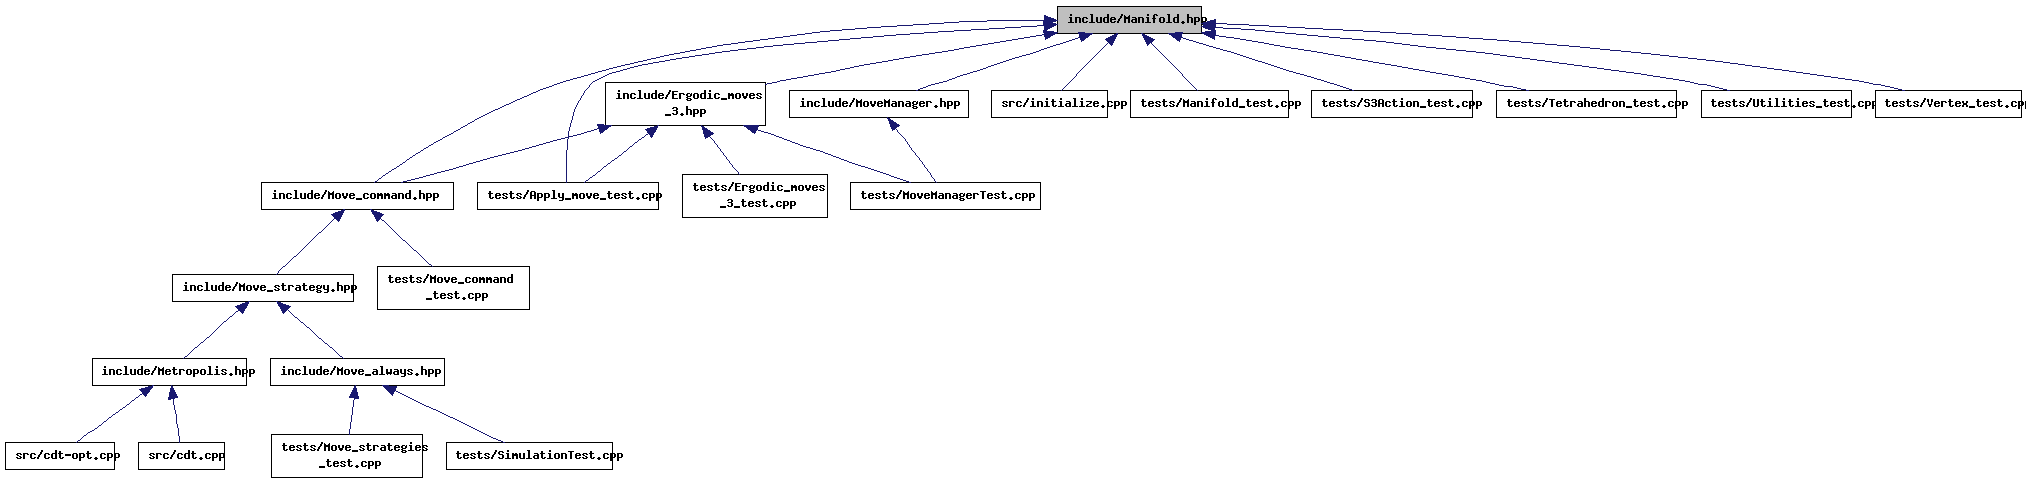 include/Manifold.hpp
include/Ergodic_moves
_3.hpp
include/MoveManager.hpp
src/initialize.cpp
tests/Manifold_test.cpp
tests/S3Action_test.cpp
tests/Tetrahedron_test.cpp
tests/Utilities_test.cpp
tests/Vertex_test.cpp
include/Move_command.hpp
tests/Apply_move_test.cpp
tests/Ergodic_moves
_3_test.cpp
tests/MoveManagerTest.cpp
include/Move_strategy.hpp
tests/Move_command
_test.cpp
include/Metropolis.hpp
include/Move_always.hpp
src/cdt-opt.cpp
src/cdt.cpp
tests/Move_strategies
_test.cpp
tests/SimulationTest.cpp